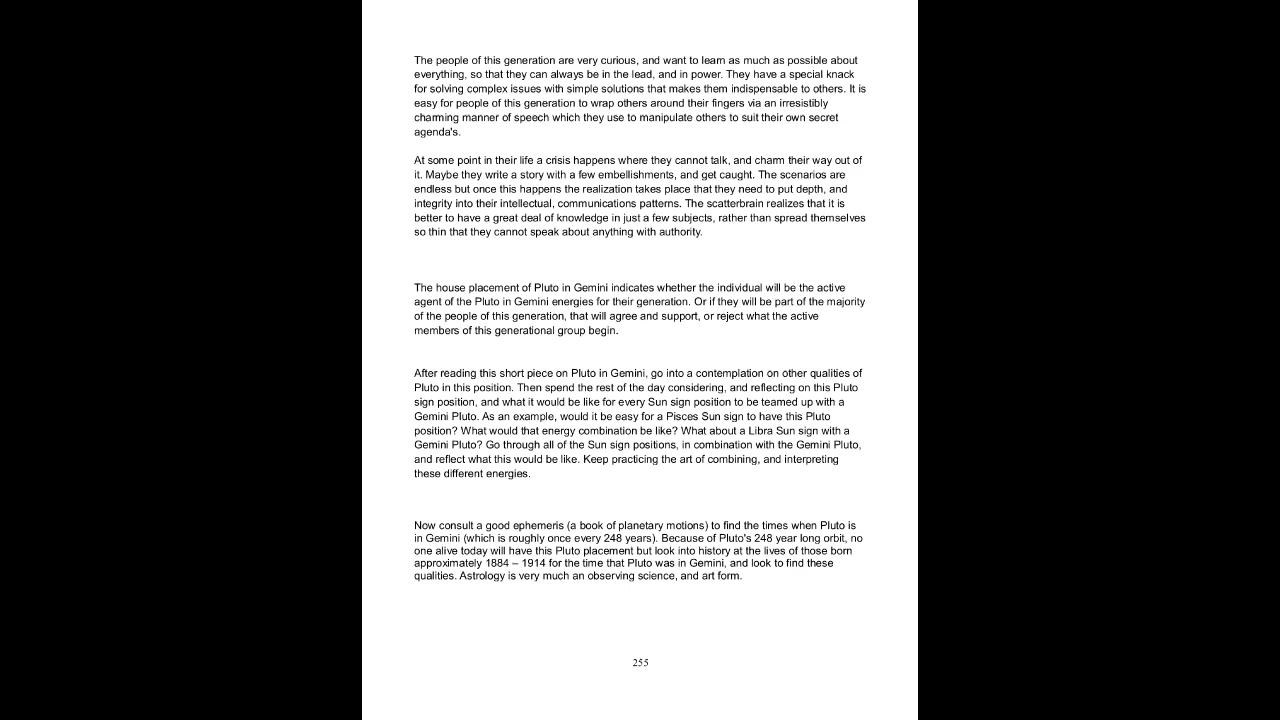 The people of this generation are very curious, and want to learn as much as possible about
everything, so that they can always be in the lead, and in power. They have a special knack
for solving complex issues with simple solutions that makes them indispensable to others. It is
easy for people of this generation to wrap others around their fingers via an irresistibly
charming manner of speech which they use to manipulate others to suit their own secret
agenda's.
At some point in their life a crisis happens where they cannot talk, and charm their way out of
it. Maybe they write a story with a few embellishments, and get caught. The scenarios are
endless but once this happens the realization takes place that they need to put depth, and
integrity into their intellectual, communications patterns. The scatterbrain realizes that it is
better to have a great deal of knowledge in just a few subjects, rather than spread themselves
so thin that they cannot speak about anything with authority.
The house placement of Pluto in Gemini indicates whether the individual will be the active
agent of the Pluto in Gemini energies for their generation. Or if they will be part of the majority
of the people of this generation, that will agree and support, or reject what the active
members of this generational group begin.
After reading this short piece on Pluto in Gemini, go into a contemplation on other qualities of
Pluto in this position. Then spend the rest of the day considering, and reflecting on this Pluto
sign position, and what it would be like for every Sun sign position to be teamed up with a
Gemini Pluto. As an example, would it be easy for a Pisces Sun sign to have this Pluto
position? What would that energy combination be like? What about a Libra Sun sign with a
Gemini Pluto? Go through all of the Sun sign positions, in combination with the Gemini Pluto,
and reflect what this would be like. Keep practicing the art of combining, and interpreting
these different energies.
Now consult a good ephemeris (a book of planetary motions) to find the times when Pluto is
in Gemini (which is roughly once every 248 years). Because of Pluto's 248 year long orbit, no
one alive today will have this Pluto placement but look into history at the lives of those born
approximately 1884 – 1914 for the time that Pluto was in Gemini, and look to find these
qualities. Astrology is very much an observing science, and art form.
255